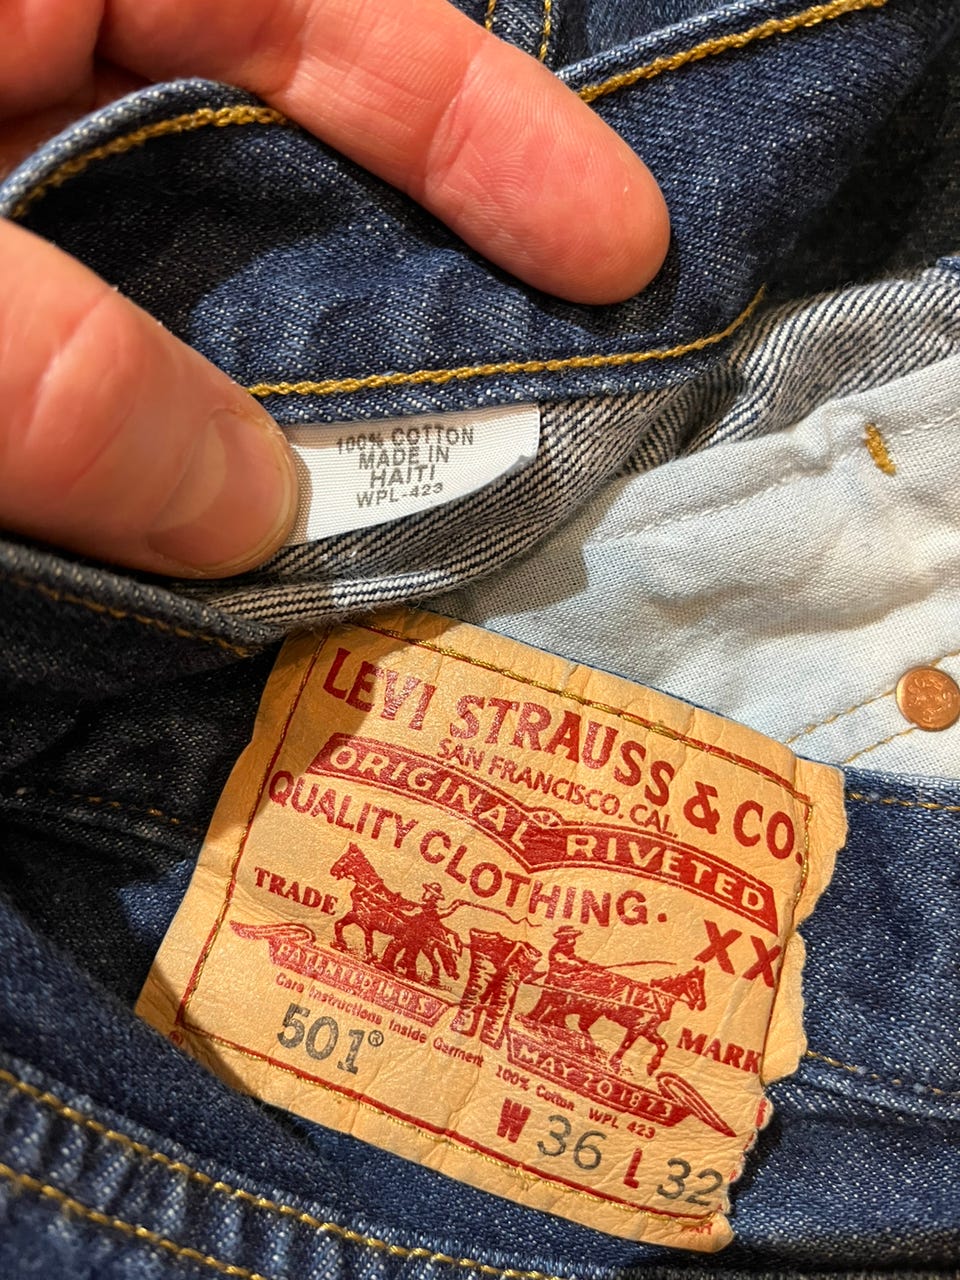 100% COTTON
MADE IN
HAITI
WPL-423
LEVI STRAUSS & CO.
SAN FRANCISCO. CAL.
ORIGINAL RIVETED
QUALITY CLOTHING.
XX
TRADE MARK
PATENTED U.S.
MAY 20 1873
Care Instructions Inside Garment 100% Cotton WPL 423
501®
W 36 L 32